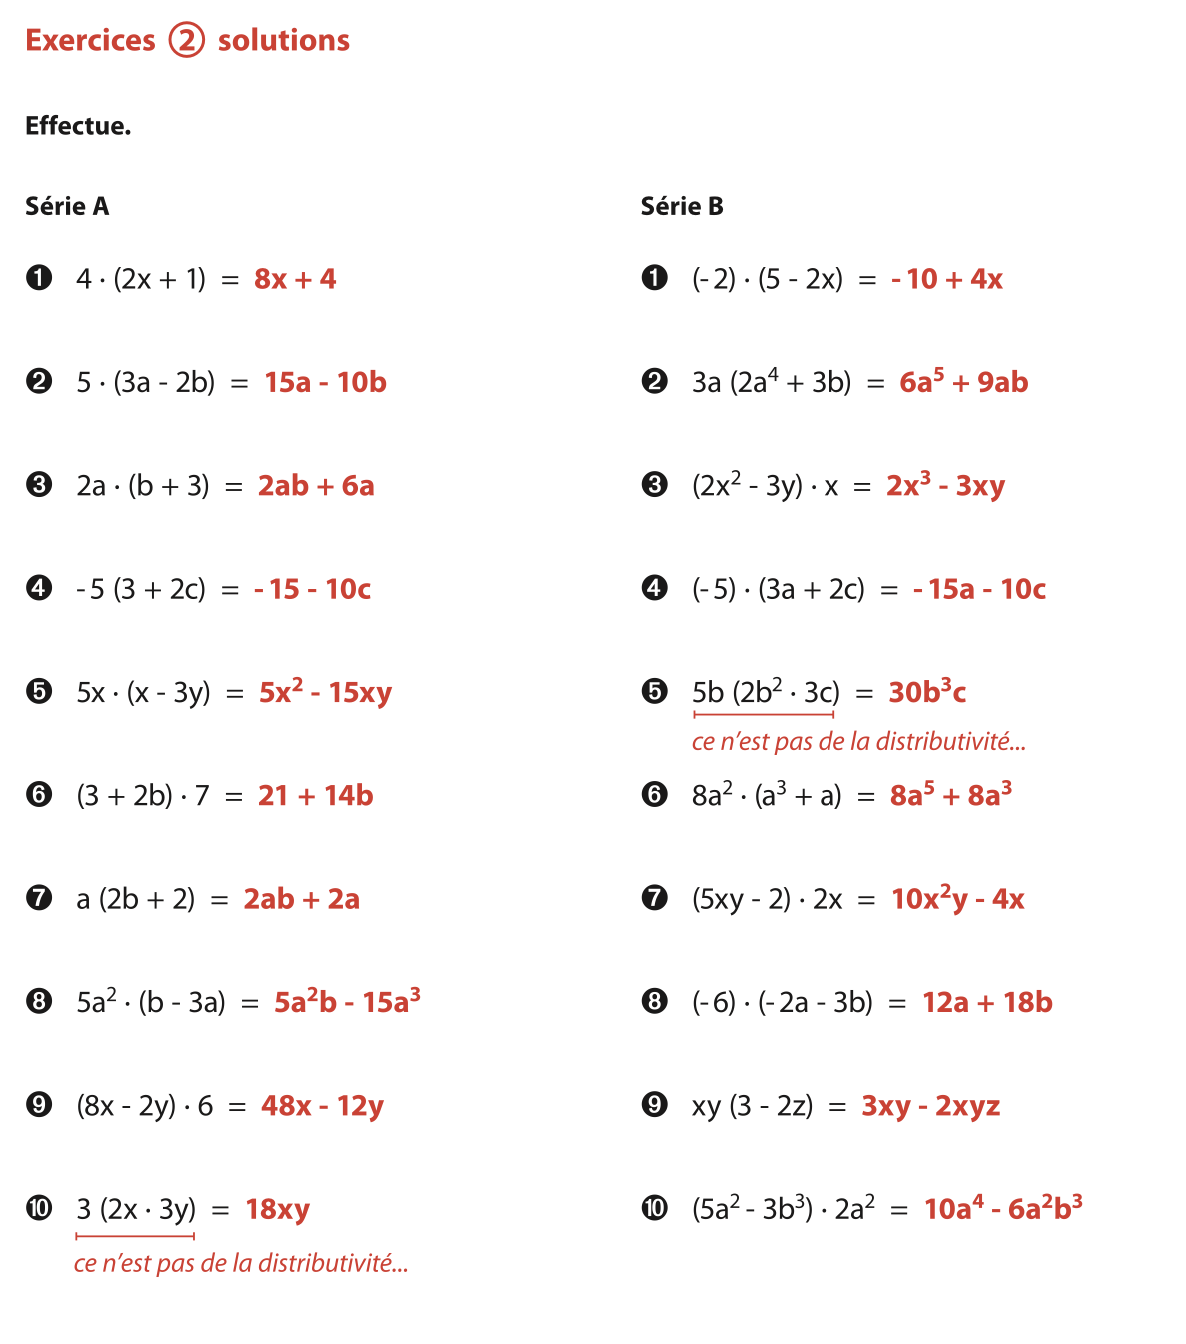 Exercices ② solutions
Effectue.
Série A
❶ 4 · (2x + 1) = 8x + 4
❷ 5 · (3a - 2b) = 15a - 10b
❸ 2a · (b + 3) = 2ab + 6a
❹ -5 (3 + 2c) = -15 - 10c
❺ 5x · (x - 3y) = 5x² - 15xy
❻ (3 + 2b) · 7 = 21 + 14b
❼ a (2b + 2) = 2ab + 2a
❽ 5a² · (b - 3a) = 5a²b - 15a³
❾ (8x - 2y) · 6 = 48x - 12y
❿ 3 (2x · 3y) = 18xy
ce n’est pas de la distributivité...
Série B
❶ (-2) · (5 - 2x) = -10 + 4x
❷ 3a (2a⁴ + 3b) = 6a⁵ + 9ab
❸ (2x² - 3y) · x = 2x³ - 3xy
❹ (-5) · (3a + 2c) = -15a - 10c
❺ 5b (2b² · 3c) = 30b³c
ce n’est pas de la distributivité...
❻ 8a² · (a³ + a) = 8a⁵ + 8a³
❼ (5xy - 2) · 2x = 10x²y - 4x
❽ (-6) · (-2a - 3b) = 12a + 18b
❾ xy (3 - 2z) = 3xy - 2xyz
❿ (5a² - 3b³) · 2a² = 10a⁴ - 6a²b³